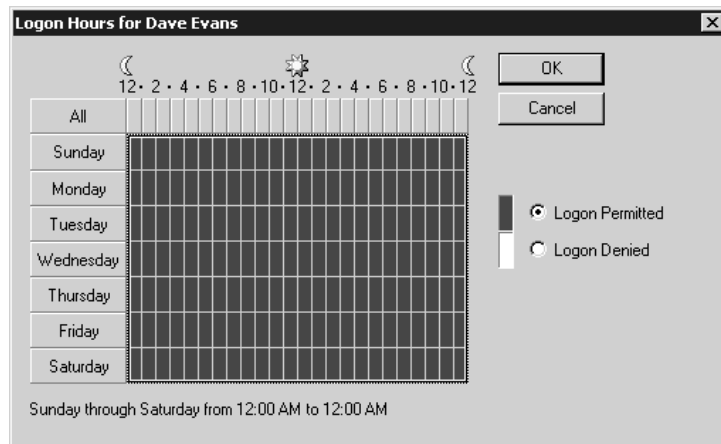 Logon Hours for Dave Evans
12 · 2 · 4 · 6 · 8 · 10 · 12 · 2 · 4 · 6 · 8 · 10 · 12
OK
Cancel
All
Sunday
Monday
Tuesday
Wednesday
Thursday
Friday
Saturday
Logon Permitted
Logon Denied
Sunday through Saturday from 12:00 AM to 12:00 AM